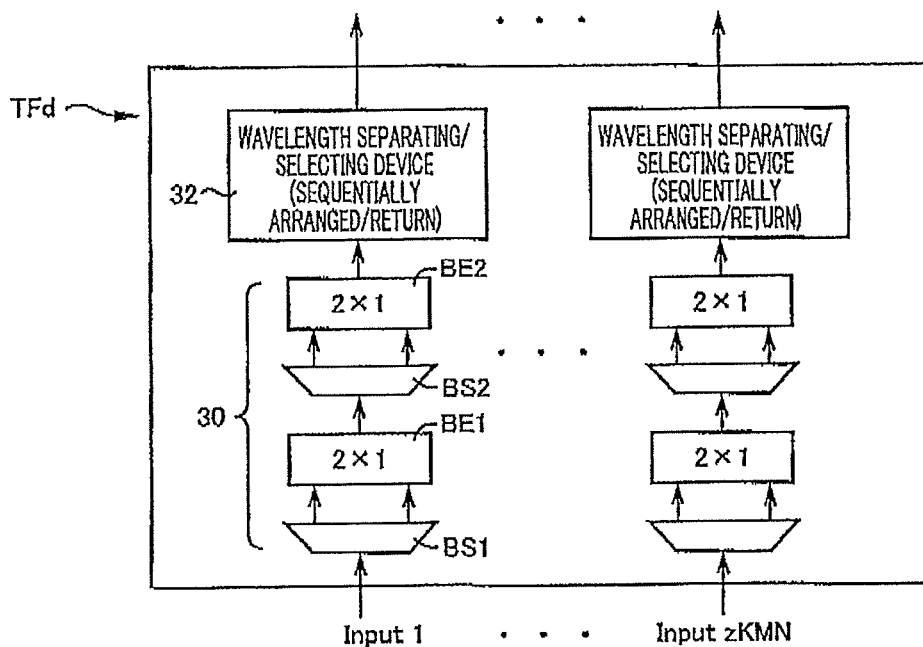 TFd
WAVELENGTH SEPARATING/
SELECTING DEVICE
(SEQUENTIALLY
ARRANGED/RETURN)
WAVELENGTH SEPARATING/
SELECTING DEVICE
(SEQUENTIALLY
ARRANGED/RETURN)
32
BE2
2×1
2×1
BS2
30
BE1
2×1
2×1
BS1
Input 1
Input zKMN